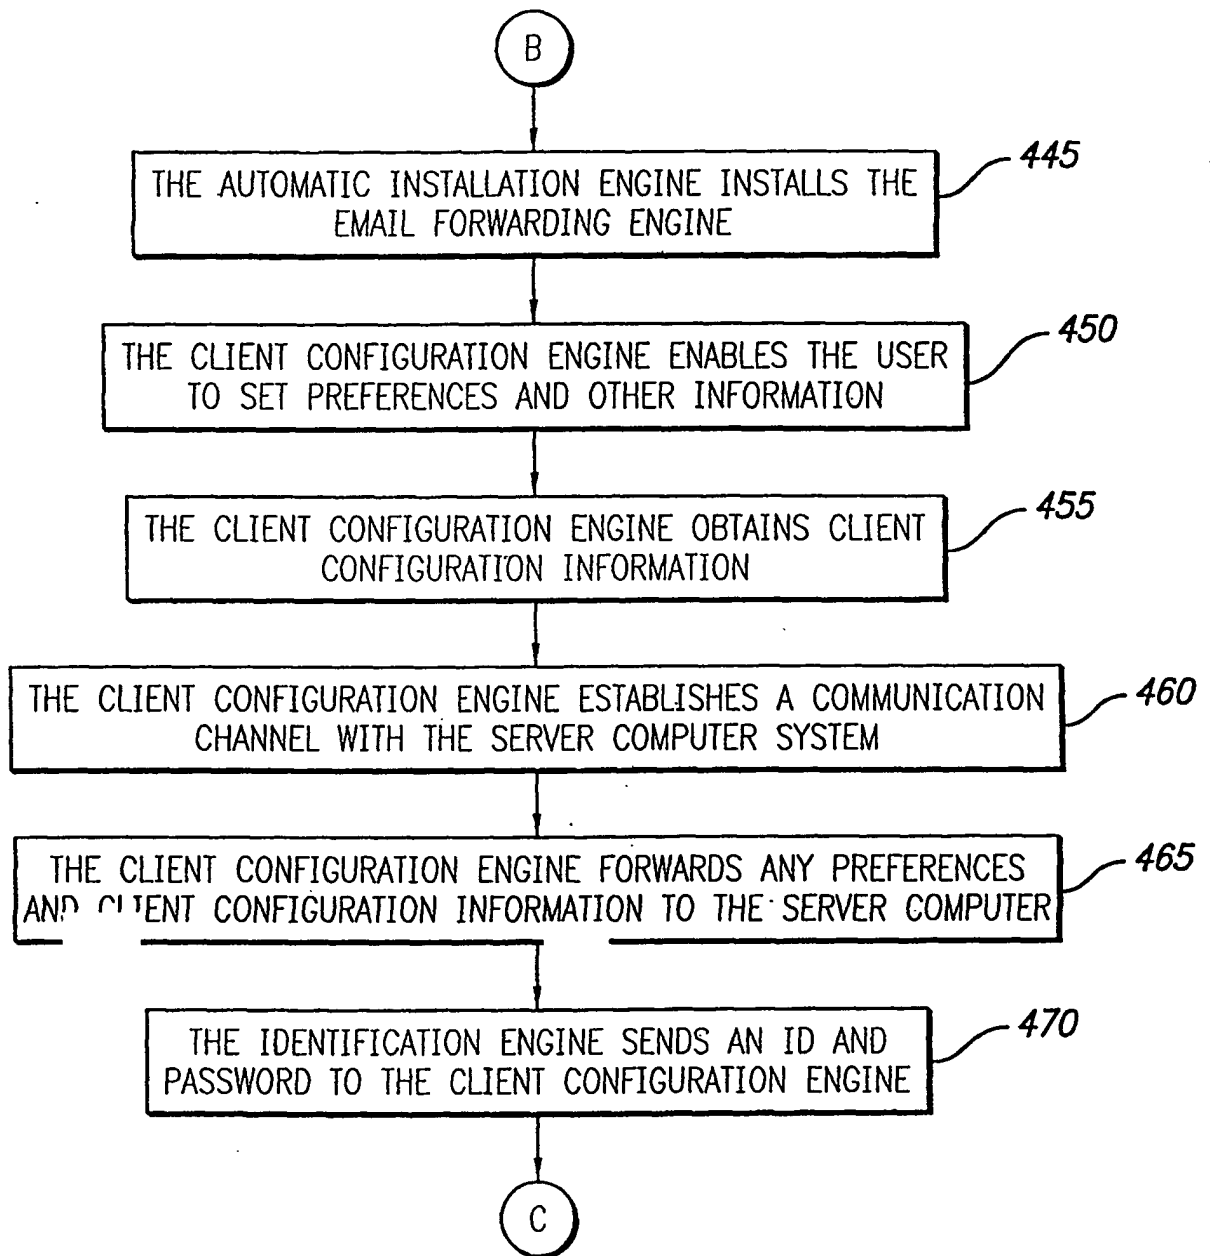 B
THE AUTOMATIC INSTALLATION ENGINE INSTALLS THE
EMAIL FORWARDING ENGINE
445
THE CLIENT CONFIGURATION ENGINE ENABLES THE USER
TO SET PREFERENCES AND OTHER INFORMATION
450
THE CLIENT CONFIGURATION ENGINE OBTAINS CLIENT
CONFIGURATION INFORMATION
455
THE CLIENT CONFIGURATION ENGINE ESTABLISHES A COMMUNICATION
CHANNEL WITH THE SERVER COMPUTER SYSTEM
460
THE CLIENT CONFIGURATION ENGINE FORWARDS ANY PREFERENCES
AND CLIENT CONFIGURATION INFORMATION TO THE SERVER COMPUTER
465
THE IDENTIFICATION ENGINE SENDS AN ID AND
PASSWORD TO THE CLIENT CONFIGURATION ENGINE
470
C